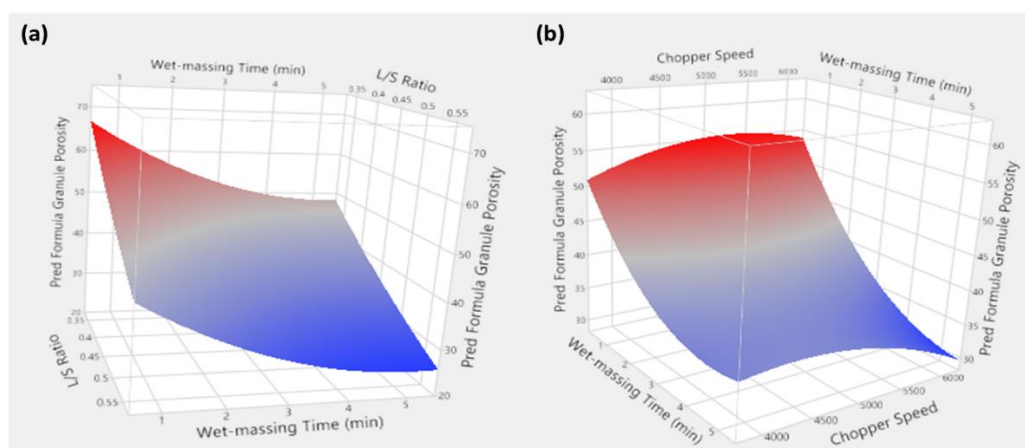 (a)
Wet-massing Time (min)
1 2 3 4 5
L/S Ratio
0.35 0.4 0.45 0.5 0.55
Pred Formula Granule Porosity
70
60
50
40
30
20
Pred Formula Granule Porosity
70
60
50
40
30
20
L/S Ratio
0.35
0.4
0.45
0.5
0.55
1 2 3 4 5
Wet-massing Time (min)
(b)
Chopper Speed
4000 4500 5000 5500 6000
Wet-massing Time (min)
1 2 3 4 5
Pred Formula Granule Porosity
60
55
50
45
40
35
30
Pred Formula Granule Porosity
60
55
50
45
40
35
30
Wet-massing Time (min)
1
2
3
4
5
4000 4500 5000 5500 6000
Chopper Speed